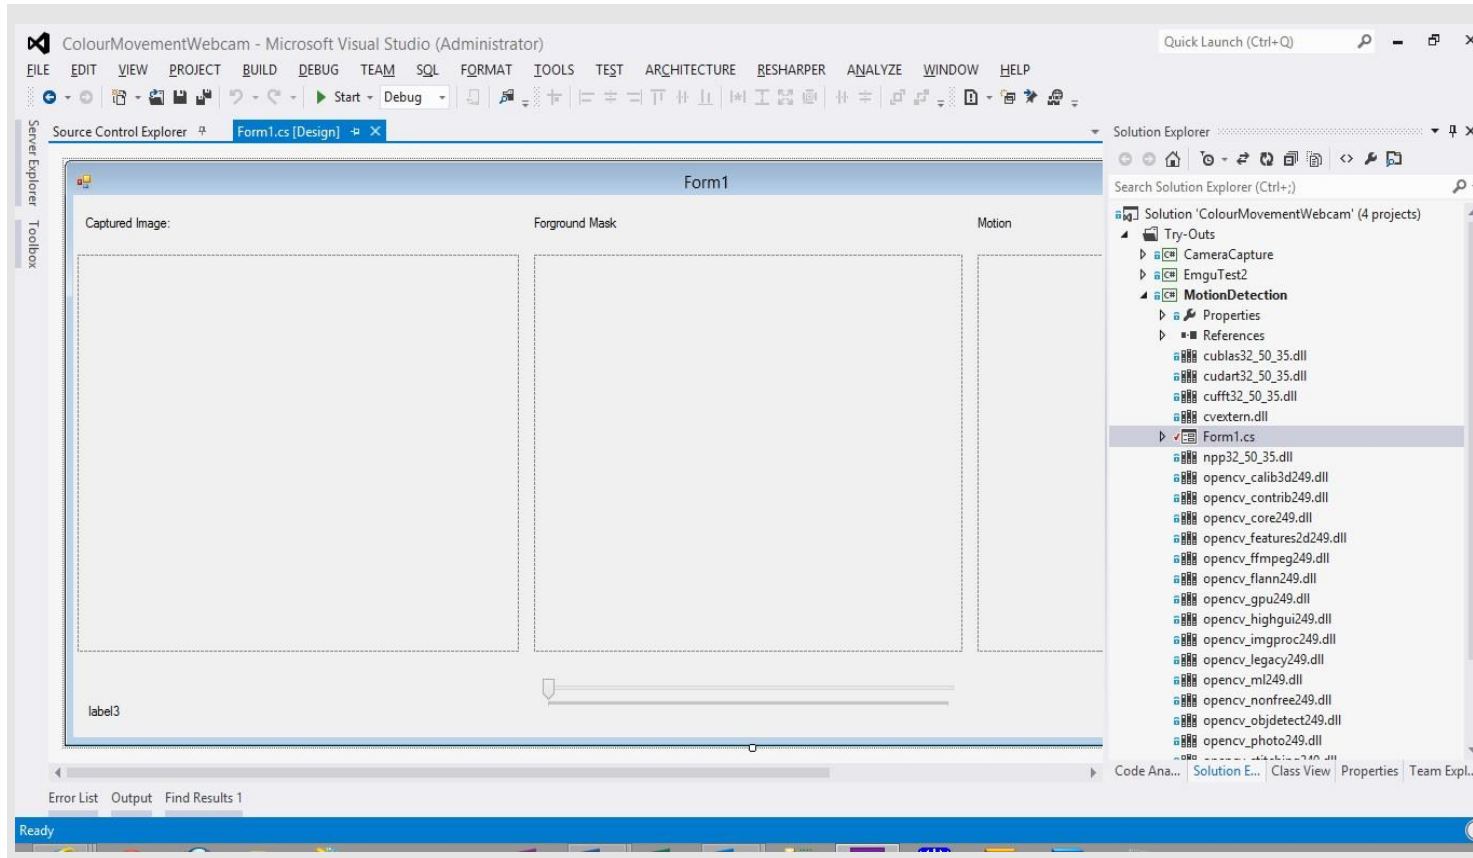 ColourMovementWebcam - Microsoft Visual Studio (Administrator)
Quick Launch (Ctrl+Q)
FILE EDIT VIEW PROJECT BUILD DEBUG TEAM SQL FORMAT TOOLS TEST ARCHITECTURE RESHARPER ANALYZE WINDOW HELP
Start Debug
Server Explorer
Toolbox
Source Control Explorer Form1.cs [Design]
Form1
Captured Image: Forground Mask Motion
label3
Solution Explorer
Search Solution Explorer (Ctrl+;)
Solution 'ColourMovementWebcam' (4 projects)
Try-Outs
C# CameraCapture
C# EmguTest2
C# MotionDetection
Properties
References
cublas32_50_35.dll
cudart32_50_35.dll
cufft32_50_35.dll
cvextern.dll
Form1.cs
npp32_50_35.dll
opencv_calib3d249.dll
opencv_contrib249.dll
opencv_core249.dll
opencv_features2d249.dll
opencv_ffmpeg249.dll
opencv_flann249.dll
opencv_gpu249.dll
opencv_highgui249.dll
opencv_imgproc249.dll
opencv_legacy249.dll
opencv_ml249.dll
opencv_nonfree249.dll
opencv_objdetect249.dll
opencv_photo249.dll
Code Ana... Solution E... Class View Properties Team Expl...
Error List Output Find Results 1
Ready